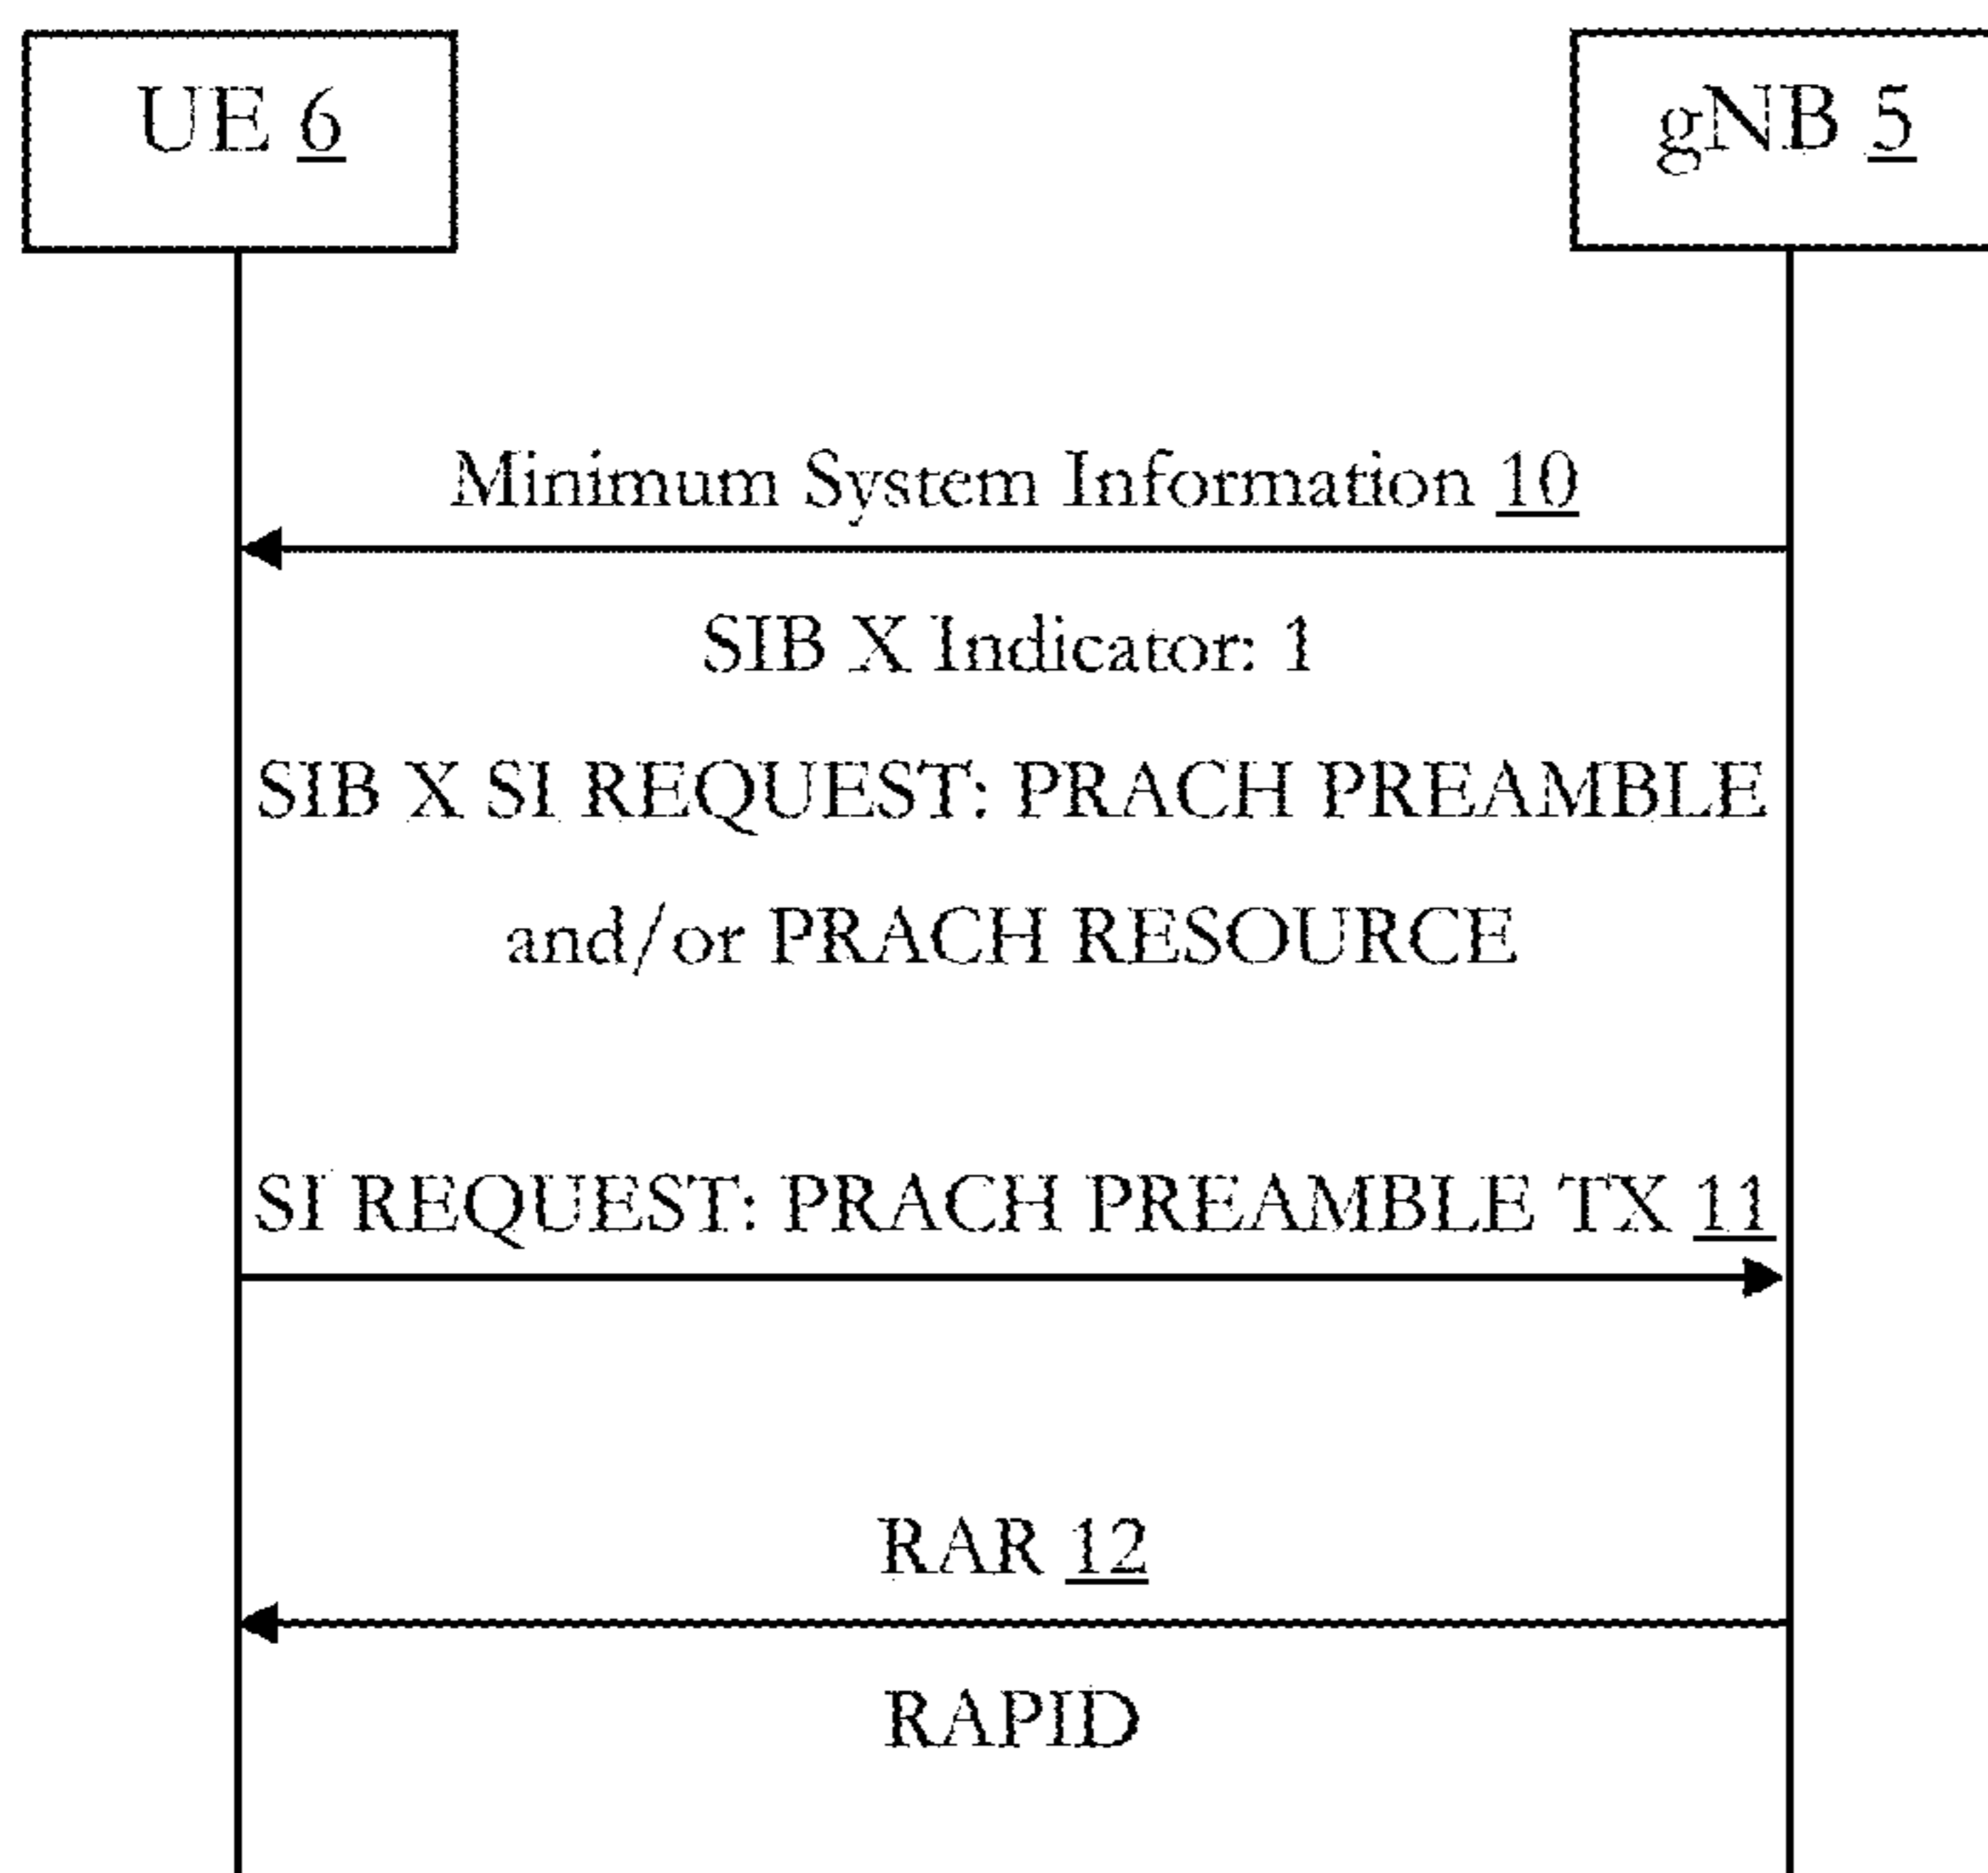 UE 6
gNB 5
Minimum System Information 10
SIB X Indicator: 1
SIB X SI REQUEST: PRACH PREAMBLE
and/or PRACH RESOURCE
SI REQUEST: PRACH PREAMBLE TX 11
RAR 12
RAPID